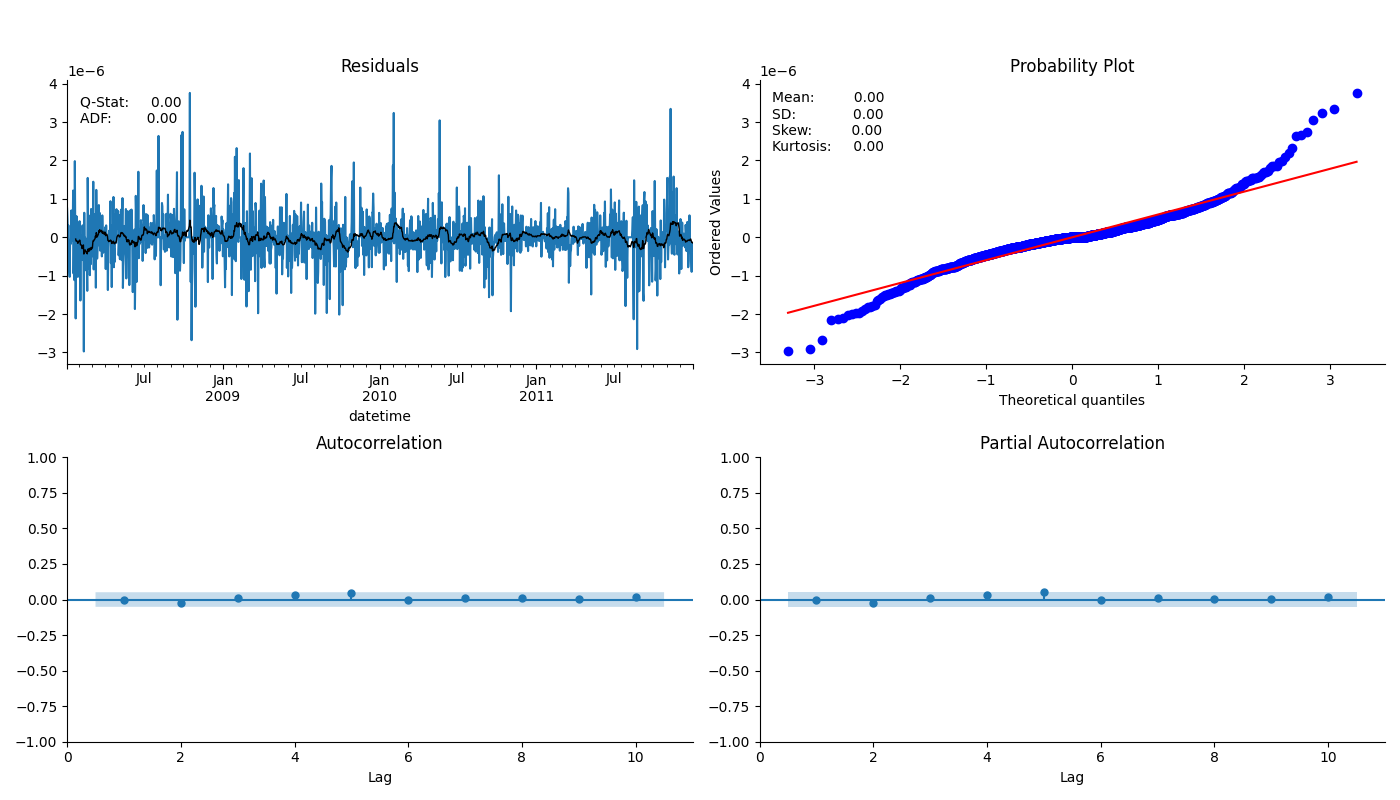 Residuals
1e−6
4
3
2
1
0
−1
−2
−3
Q-Stat: 0.00
ADF: 0.00
Jul Jan Jul Jan Jul Jan Jul
2009 2010 2011
datetime
Probability Plot
1e−6
Ordered Values
4
3
2
1
0
−1
−2
−3
Mean: 0.00
SD: 0.00
Skew: 0.00
Kurtosis: 0.00
−3 −2 −1 0 1 2 3
Theoretical quantiles
Autocorrelation
1.00
0.75
0.50
0.25
0.00
−0.25
−0.50
−0.75
−1.00
0 2 4 6 8 10
Lag
Partial Autocorrelation
1.00
0.75
0.50
0.25
0.00
−0.25
−0.50
−0.75
−1.00
0 2 4 6 8 10
Lag